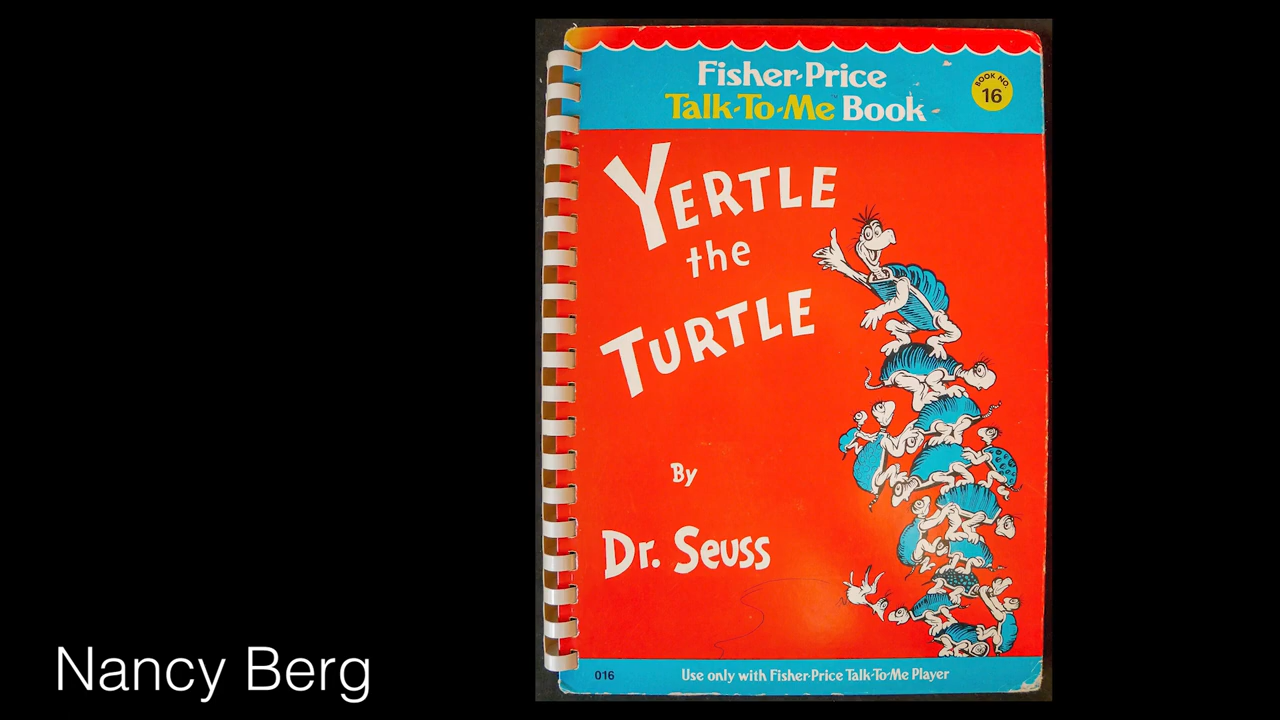 Fisher-Price
Talk-To-Me Book
BOOK NO.
16
YERTLE
the
TURTLE
By
Dr. Seuss
016
Use only with Fisher-Price Talk-To-Me Player
Nancy Berg